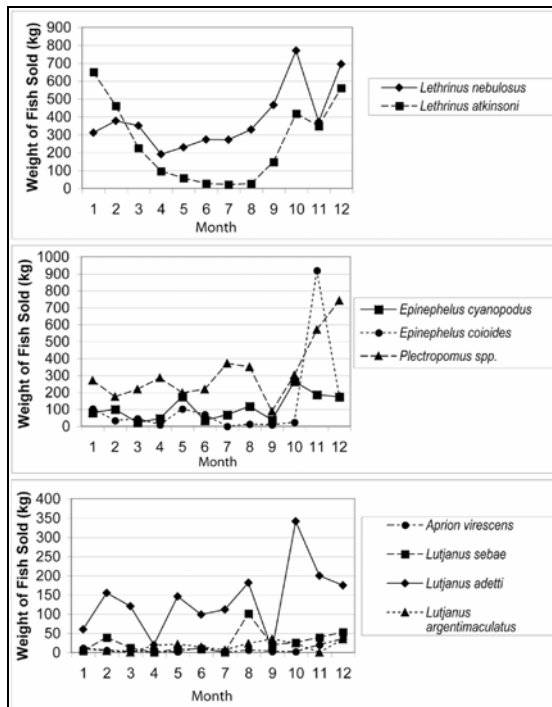 Weight of Fish Sold (kg)
900
800
700
600
500
400
300
200
100
0
1 2 3 4 5 6 7 8 9 10 11 12
Month
Lethrinus nebulosus
Lethrinus atkinsoni
Weight of Fish Sold (kg)
1000
900
800
700
600
500
400
300
200
100
0
1 2 3 4 5 6 7 8 9 10 11 12
Month
Epinephelus cyanopodus
Epinephelus coioides
Plectropomus spp.
Weight of Fish Sold (kg)
400
350
300
250
200
150
100
50
0
1 2 3 4 5 6 7 8 9 10 11 12
Month
Aprion virescens
Lutjanus sebae
Lutjanus adetti
Lutjanus
argentimaculatus